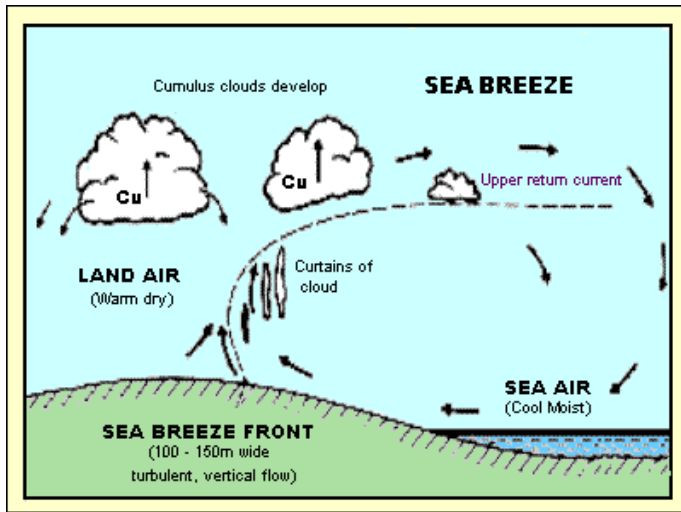 SEA BREEZE
Cumulus clouds develop
Cu
Cu
Upper return current
Curtains of
cloud
LAND AIR
(Warm dry)
SEA AIR
(Cool Moist)
SEA BREEZE FRONT
(100 - 150m wide
turbulent, vertical flow)